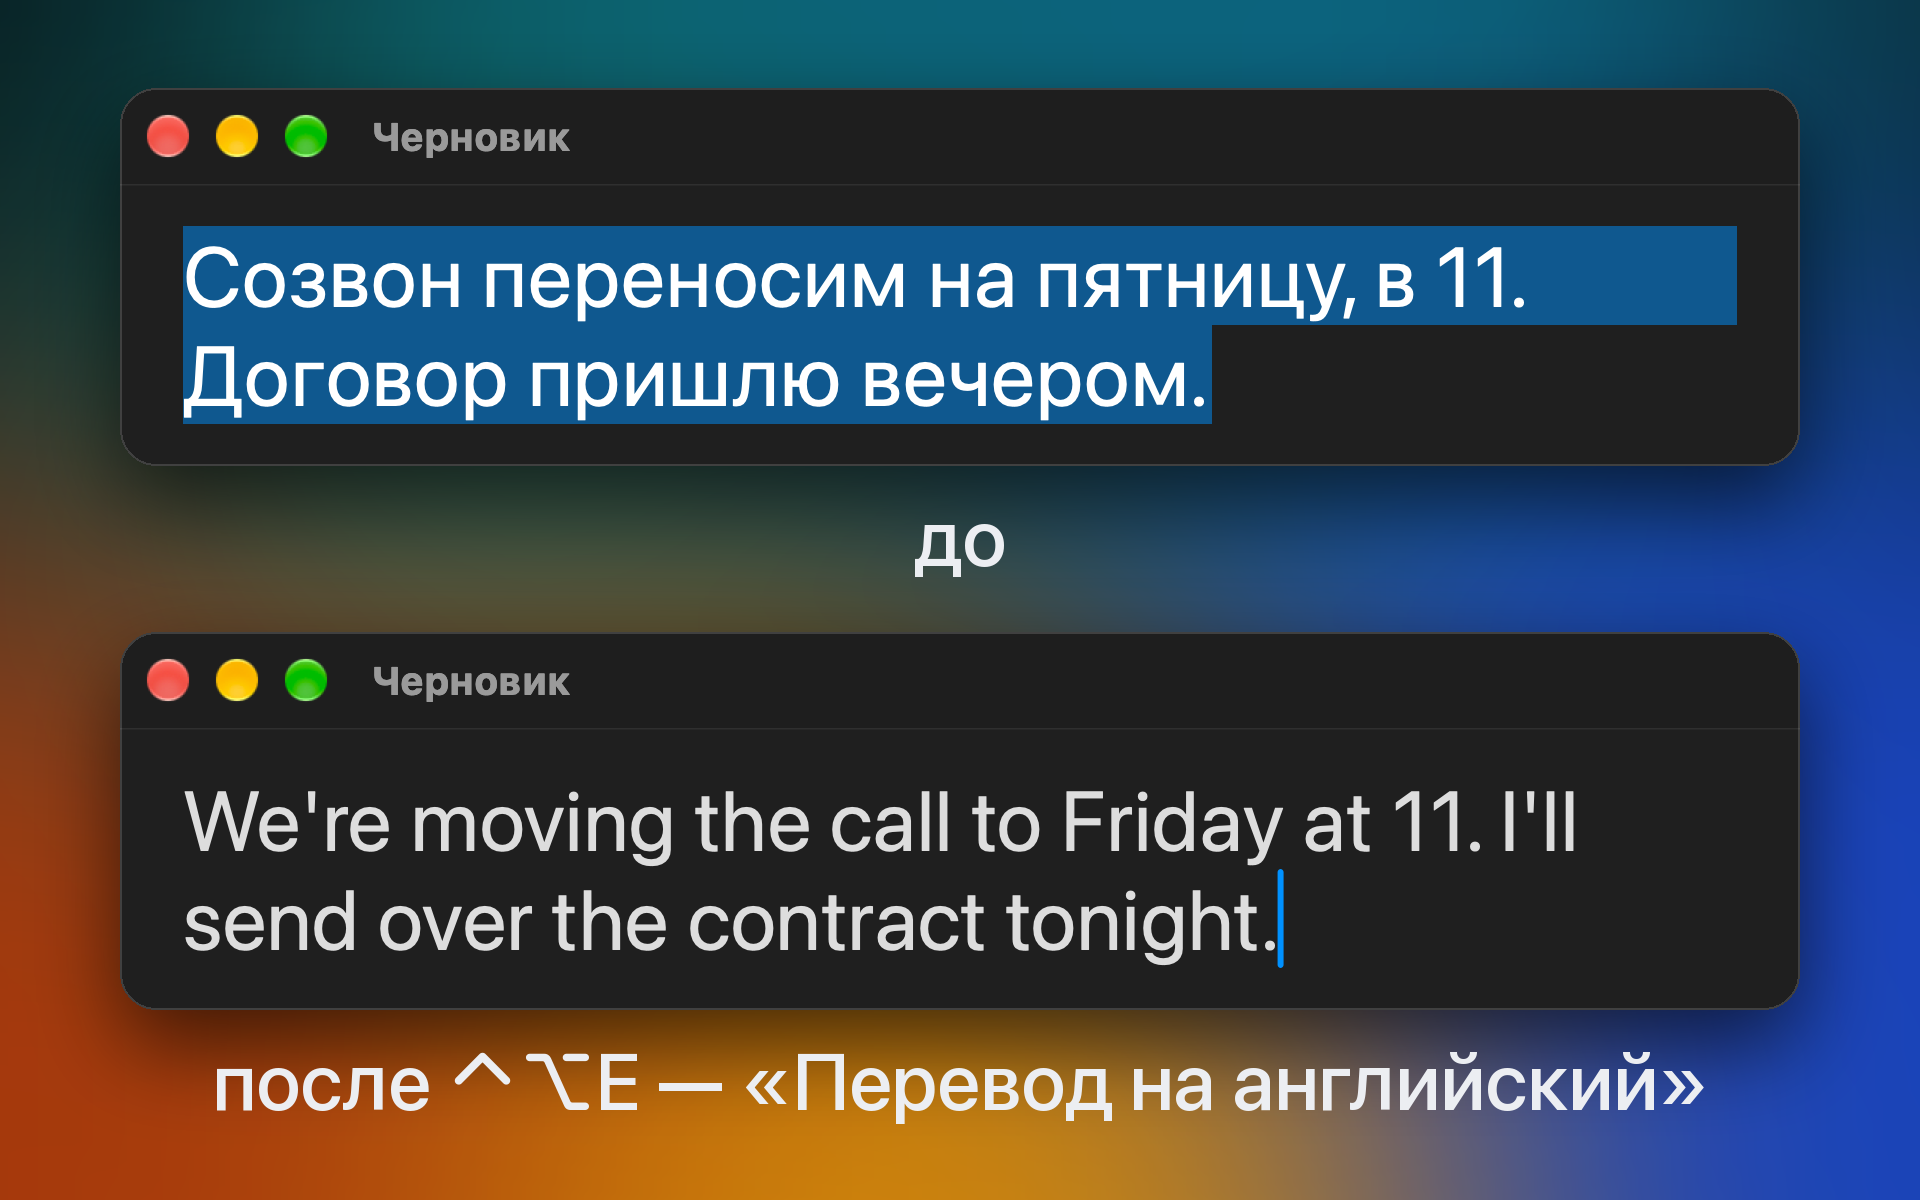 Черновик
Созвон переносим на пятницу, в 11.
Договор пришлю вечером.
до
Черновик
We're moving the call to Friday at 11. I'll
send over the contract tonight.
после ⌃⌥E — «Перевод на английский»